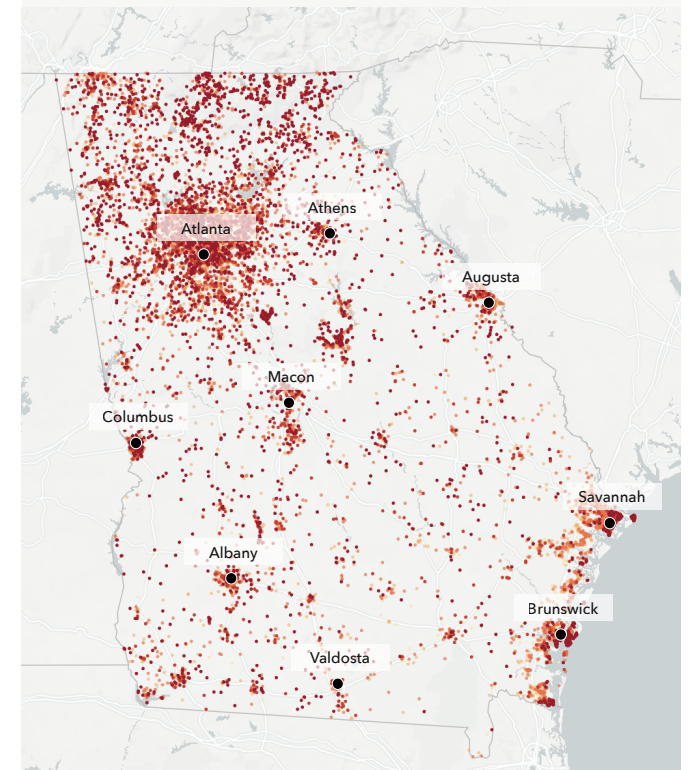 Athens
Atlanta
Augusta
Macon
Columbus
Savannah
Albany
Brunswick
Valdosta